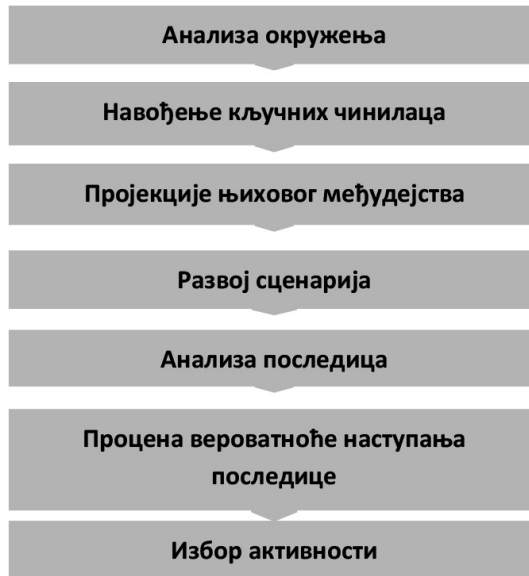 Анализа окружења
Навођење кључних чинилаца
Пројекције њиховог међудејства
Развој сценарија
Анализа последица
Процена вероватноће наступања
последице
Избор активности